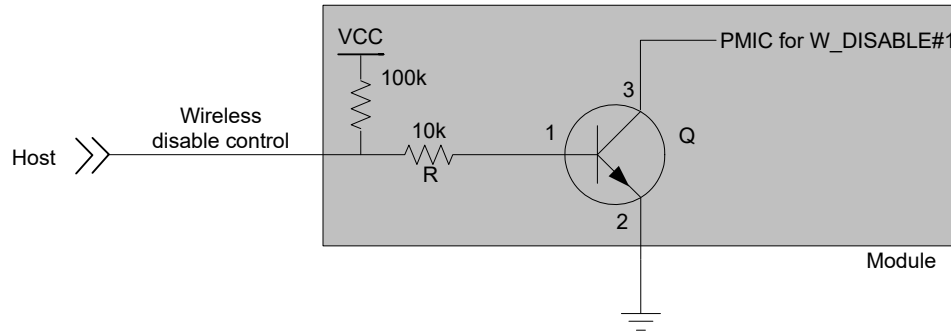 VCC
100k
PMIC for W_DISABLE#1
3
Wireless
disable control
10k
1
Q
Host
R
2
Module